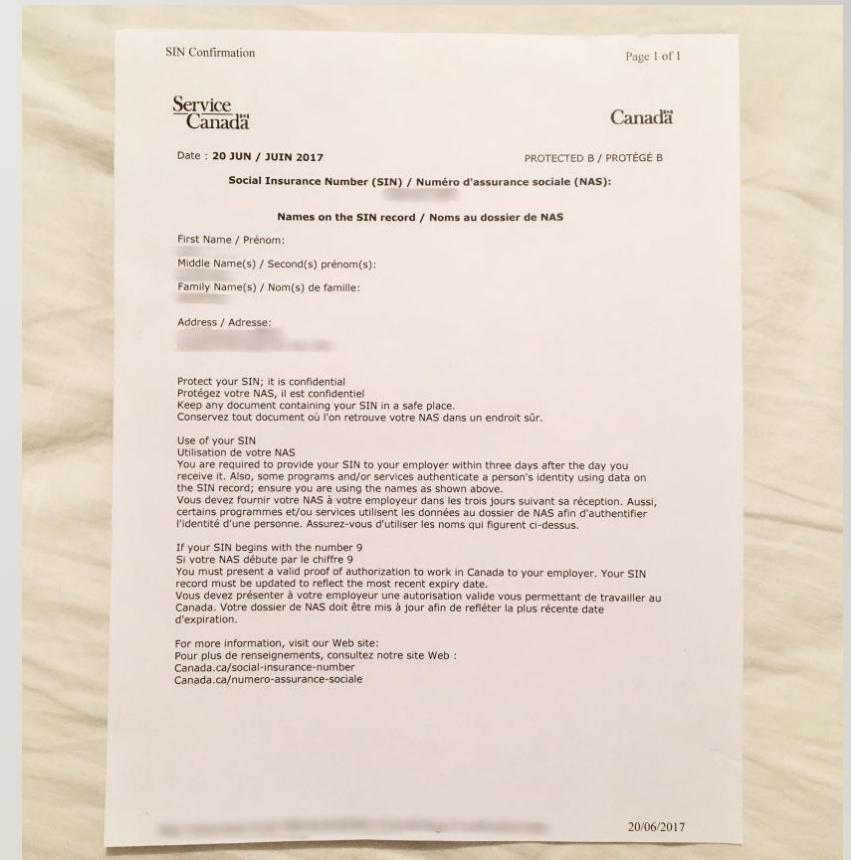 SIN Confirmation
Page 1 of 1
Service
Canada
Canada
Date : 20 JUN / JUIN 2017
PROTECTED B / PROTÉGÉ B
Social Insurance Number (SIN) / Numéro d'assurance sociale (NAS):
Names on the SIN record / Noms au dossier de NAS
First Name / Prénom:
Middle Name(s) / Second(s) prénom(s):
Family Name(s) / Nom(s) de famille:
Address / Adresse:
Protect your SIN; it is confidential
Protégez votre NAS, il est confidentiel
Keep any document containing your SIN in a safe place.
Conservez tout document où l'on retrouve votre NAS dans un endroit sûr.
Use of your SIN
Utilisation de votre NAS
You are required to provide your SIN to your employer within three days after the day you
receive it. Also, some programs and/or services authenticate a person's identity using data on
the SIN record; ensure you are using the names as shown above.
Vous devez fournir votre NAS à votre employeur dans les trois jours suivant sa réception. Aussi,
certains programmes et/ou services utilisent les données au dossier de NAS afin d'authentifier
l'identité d'une personne. Assurez-vous d'utiliser les noms qui figurent ci-dessus.
If your SIN begins with the number 9
Si votre NAS débute par le chiffre 9
You must present a valid proof of authorization to work in Canada to your employer. Your SIN
record must be updated to reflect the most recent expiry date.
Vous devez présenter à votre employeur une autorisation valide vous permettant de travailler au
Canada. Votre dossier de NAS doit être mis à jour afin de refléter la plus récente date
d'expiration.
For more information, visit our Web site:
Pour plus de renseignements, consultez notre site Web :
Canada.ca/social-insurance-number
Canada.ca/numero-assurance-sociale
20/06/2017